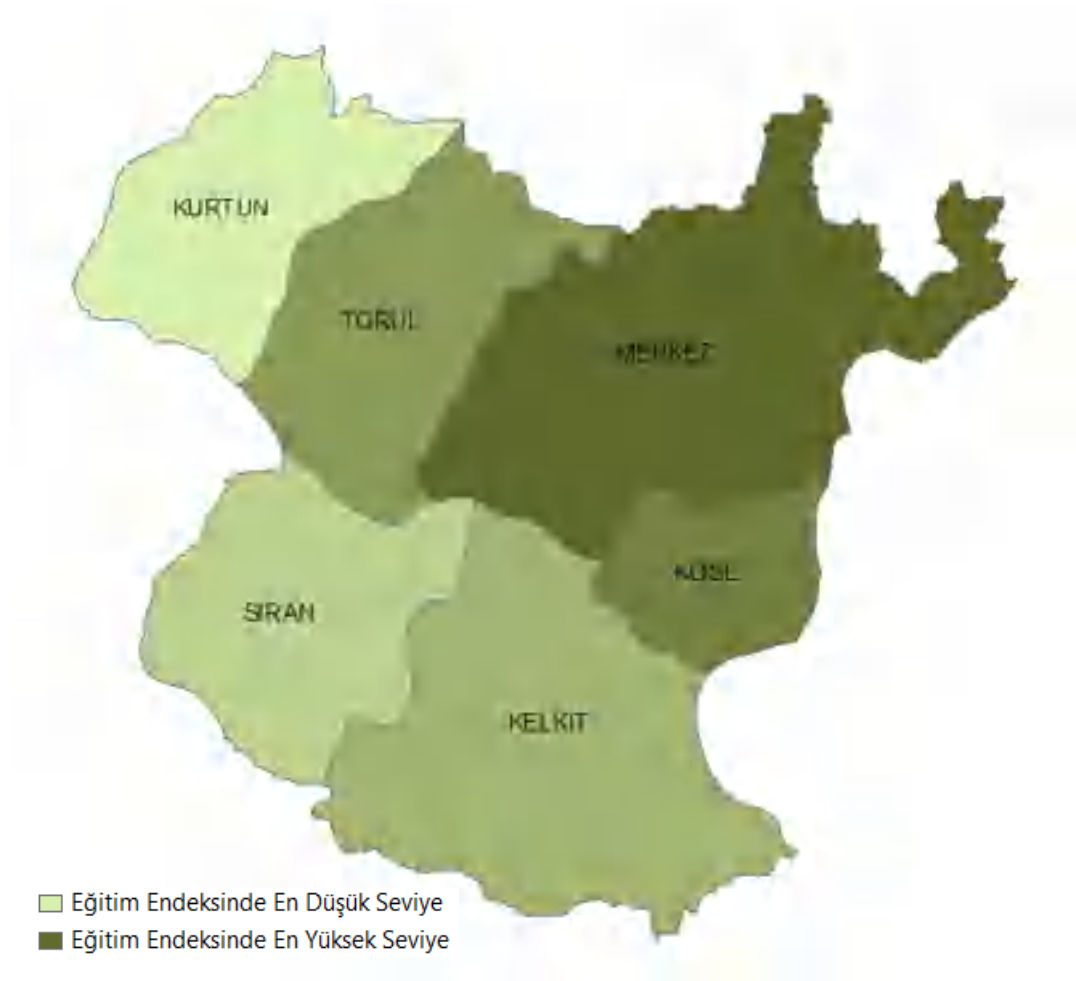 KURTUN
TORUL
MERKEZ
KOSE
SIRAN
KELKIT
Eğitim Endeksinde En Düşük Seviye
Eğitim Endeksinde En Yüksek Seviye